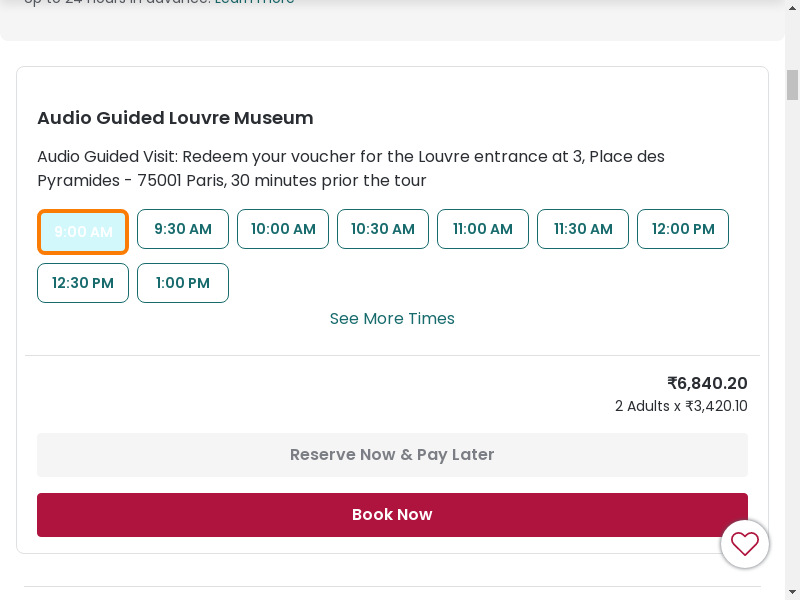 up to 24 hours in advance. Learn more
Audio Guided Louvre Museum
Audio Guided Visit: Redeem your voucher for the Louvre entrance at 3, Place des
Pyramides - 75001 Paris, 30 minutes prior the tour
9:00 AM 9:30 AM 10:00 AM 10:30 AM 11:00 AM 11:30 AM 12:00 PM
12:30 PM 1:00 PM
See More Times
₹6,840.20
2 Adults x ₹3,420.10
Reserve Now & Pay Later
Book Now